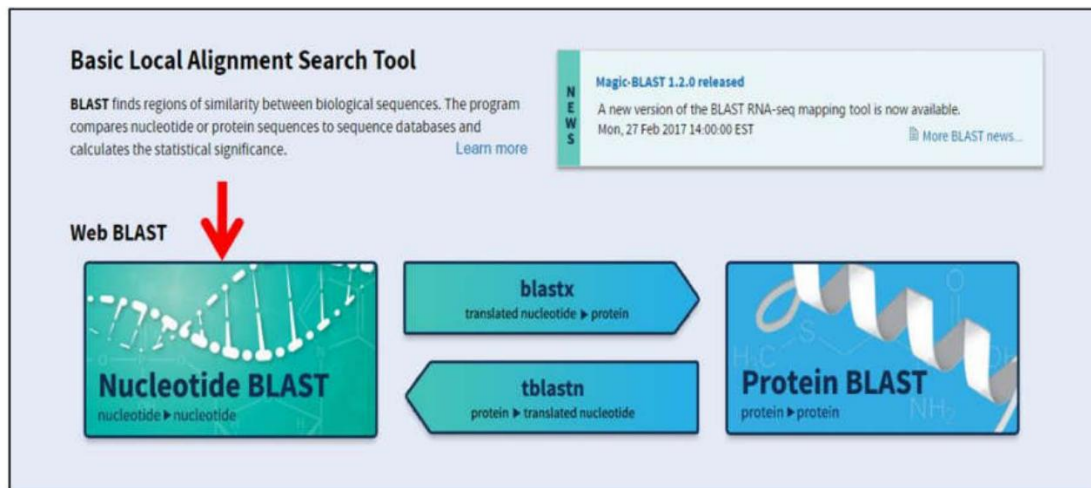 Basic Local Alignment Search Tool
BLAST finds regions of similarity between biological sequences. The program
compares nucleotide or protein sequences to sequence databases and
calculates the statistical significance.
Learn more
NEWS
Magic-BLAST 1.2.0 released
A new version of the BLAST RNA-seq mapping tool is now available.
Mon, 27 Feb 2017 14:00:00 EST
More BLAST news...
Web BLAST
Nucleotide BLAST
nucleotide ▶ nucleotide
blastx
translated nucleotide ▶ protein
tblastn
protein ▶ translated nucleotide
H₃C
S
O
OH
NH₂
Protein BLAST
protein ▶ protein